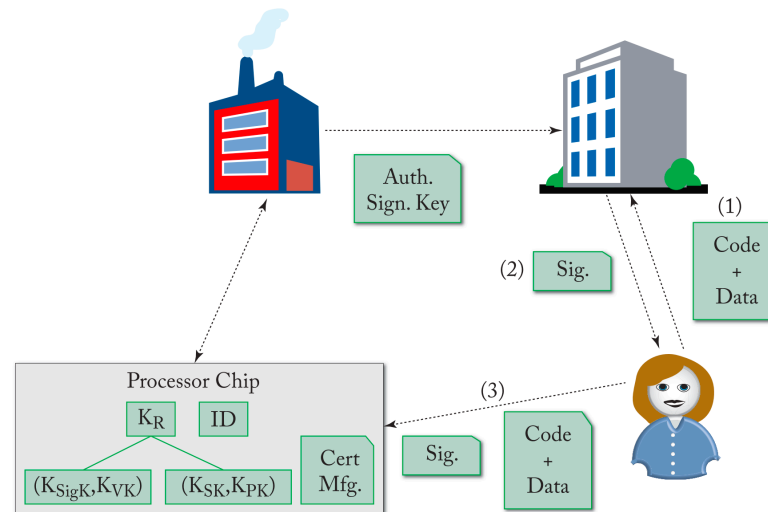 Auth.
Sign. Key
(1)
Code
+
Data
(2)
Sig.
Processor Chip
K_R
ID
(K_SigK,K_VK)
(K_SK,K_PK)
Cert
Mfg.
(3)
Sig.
Code
+
Data